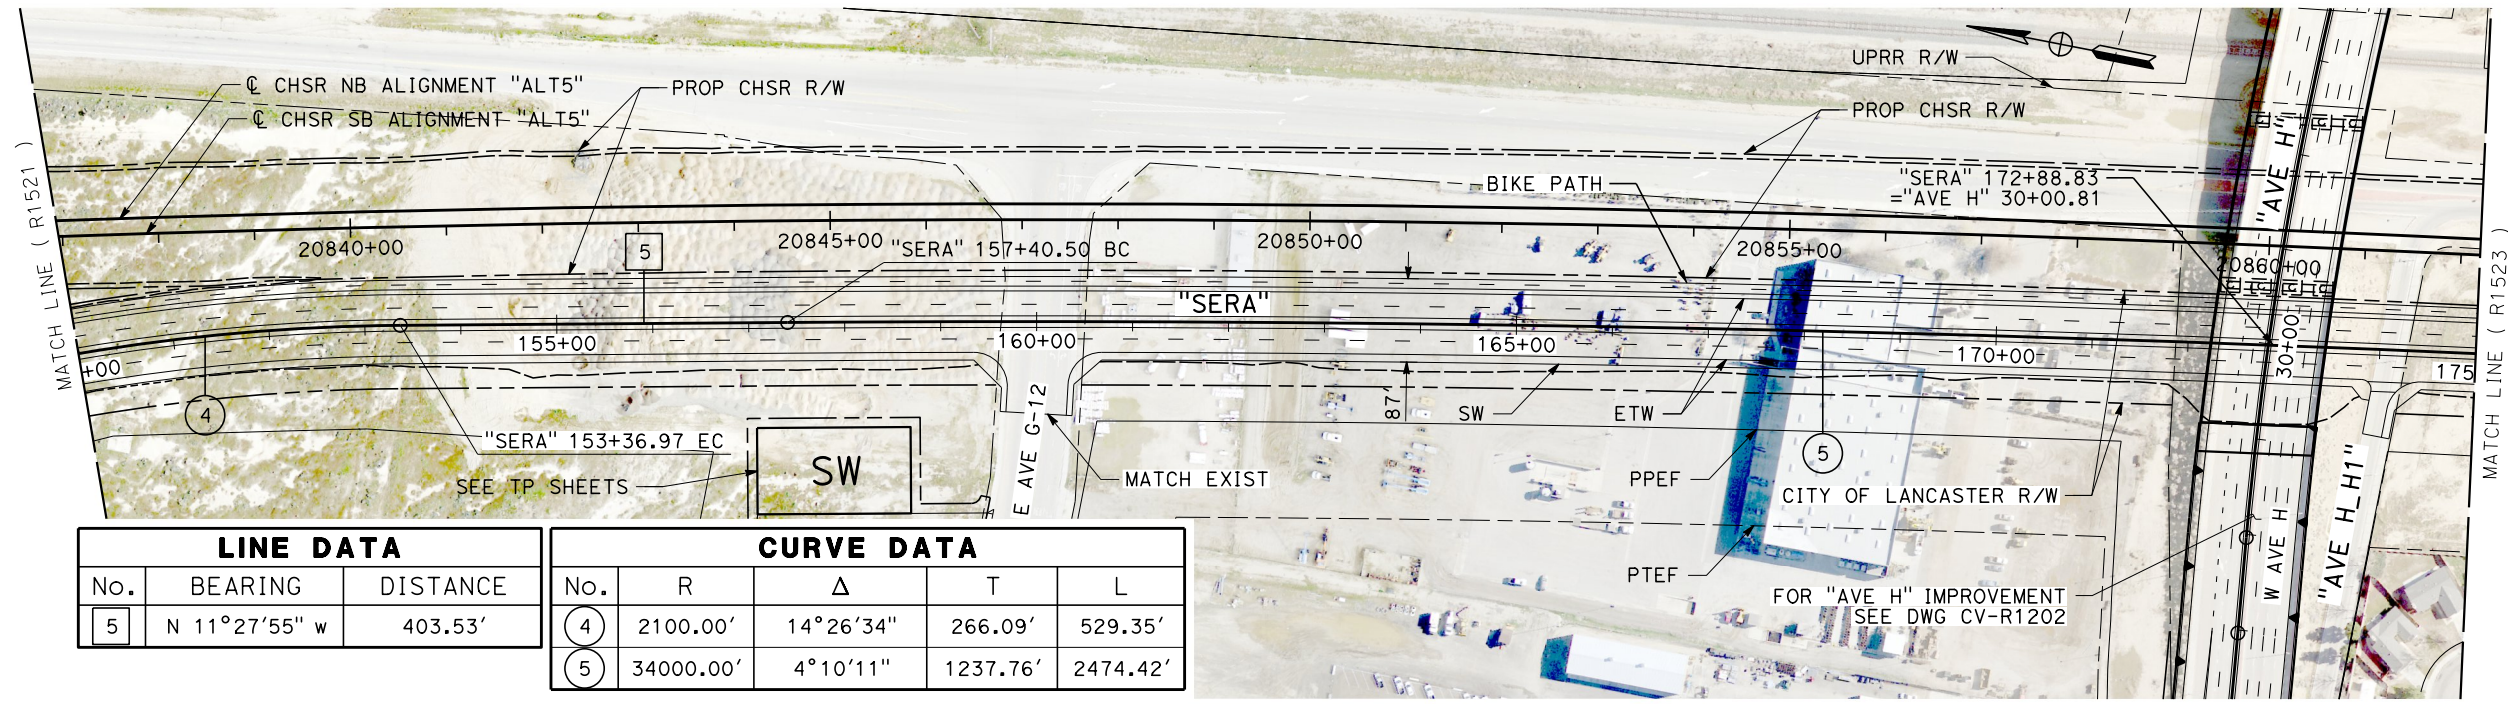 UPRR R/W
℄ CHSR NB ALIGNMENT "ALT5"
PROP CHSR R/W
℄ CHSR SB ALIGNMENT "ALT5"
PROP CHSR R/W
"AVE H"
MATCH LINE ( R1521 )
BIKE PATH
"SERA" 172+88.83
="AVE H" 30+00.81
20840+00
5
20845+00
"SERA" 157+40.50 BC
20850+00
20855+00
20860+00
MATCH LINE ( R1523 )
"SERA"
+00
155+00
160+00
165+00
170+00
30+00
175
4
87'
SW
ETW
"SERA" 153+36.97 EC
E AVE G-12
5
SW
SEE TP SHEETS
MATCH EXIST
PPEF
CITY OF LANCASTER R/W
"AVE H_H1"
W AVE H
PTEF
FOR "AVE H" IMPROVEMENT
SEE DWG CV-R1202
LINE DATA
No. BEARING DISTANCE
5 N 11°27'55" W 403.53'
CURVE DATA
No. R Δ T L
4 2100.00' 14°26'34" 266.09' 529.35'
5 34000.00' 4°10'11" 1237.76' 2474.42'